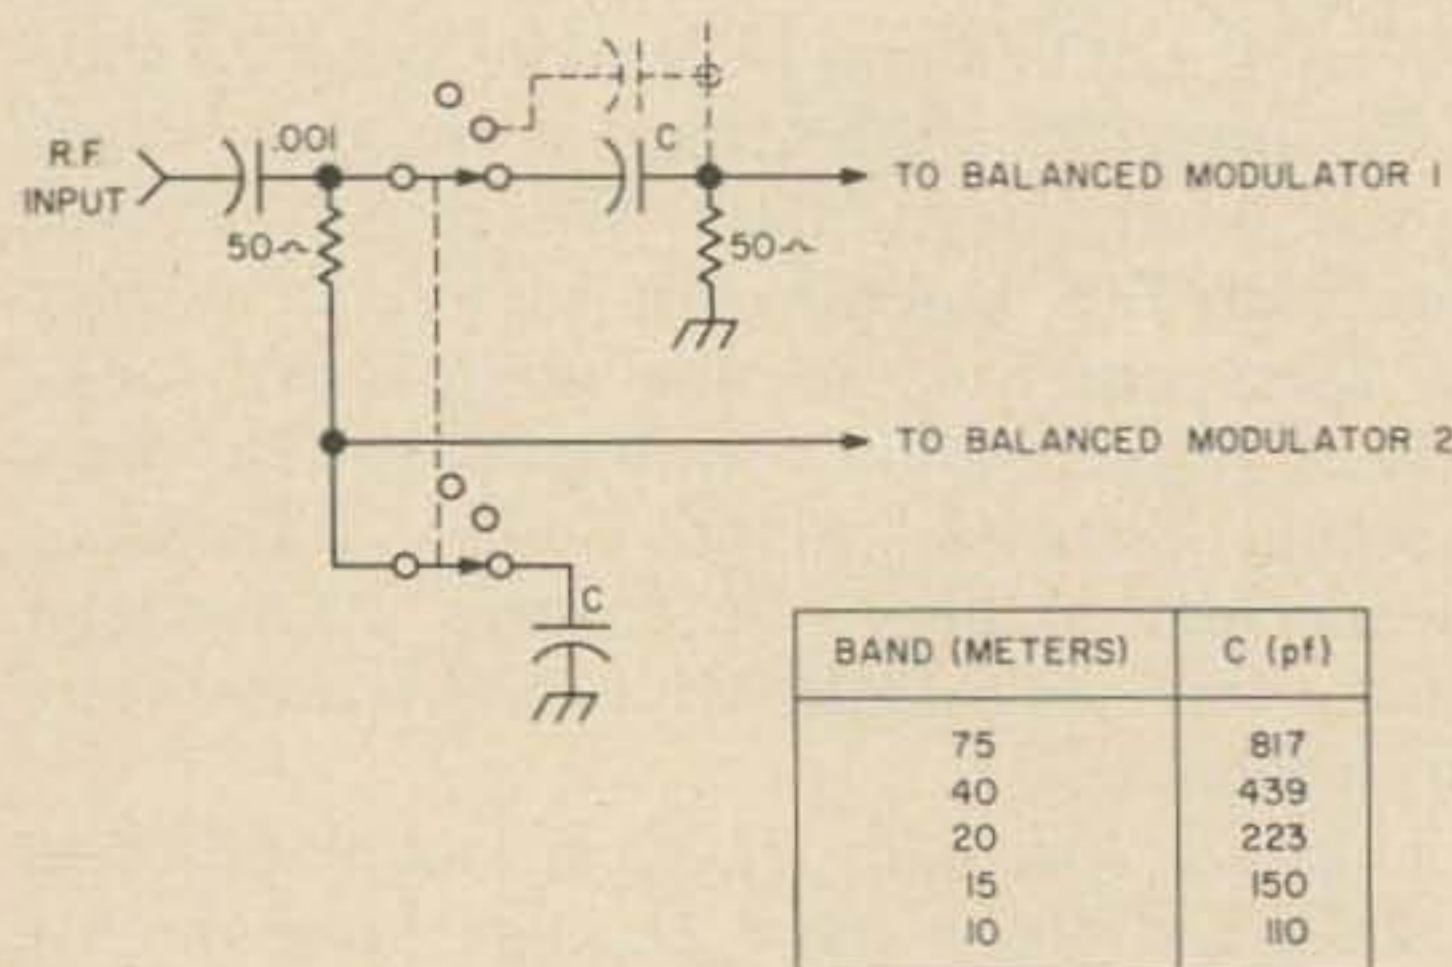 R.F.
INPUT
.001
50~
C
50~
TO BALANCED MODULATOR 1
TO BALANCED MODULATOR 2
C
BAND (METERS) C (pf)
75 817
40 439
20 223
15 150
10 110